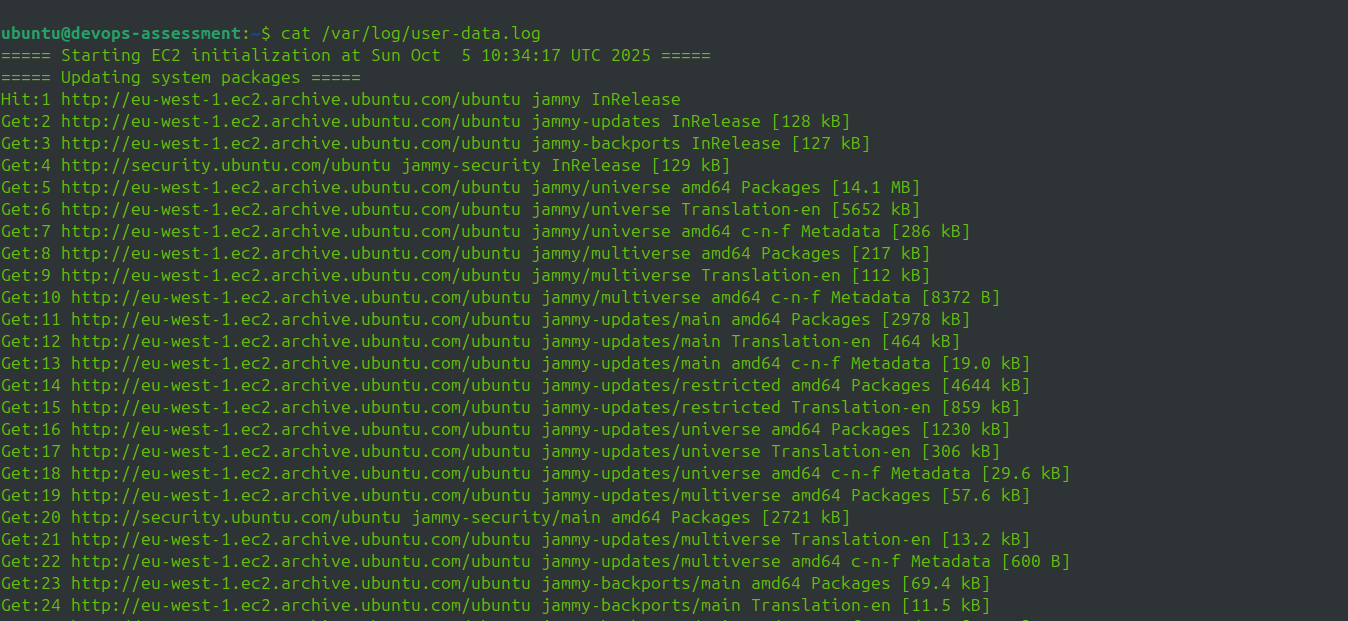 ubuntu@devops-assessment:~$ cat /var/log/user-data.log
===== Starting EC2 initialization at Sun Oct  5 10:34:17 UTC 2025 =====
===== Updating system packages =====
Hit:1 http://eu-west-1.ec2.archive.ubuntu.com/ubuntu jammy InRelease
Get:2 http://eu-west-1.ec2.archive.ubuntu.com/ubuntu jammy-updates InRelease [128 kB]
Get:3 http://eu-west-1.ec2.archive.ubuntu.com/ubuntu jammy-backports InRelease [127 kB]
Get:4 http://security.ubuntu.com/ubuntu jammy-security InRelease [129 kB]
Get:5 http://eu-west-1.ec2.archive.ubuntu.com/ubuntu jammy/universe amd64 Packages [14.1 MB]
Get:6 http://eu-west-1.ec2.archive.ubuntu.com/ubuntu jammy/universe Translation-en [5652 kB]
Get:7 http://eu-west-1.ec2.archive.ubuntu.com/ubuntu jammy/universe amd64 c-n-f Metadata [286 kB]
Get:8 http://eu-west-1.ec2.archive.ubuntu.com/ubuntu jammy/multiverse amd64 Packages [217 kB]
Get:9 http://eu-west-1.ec2.archive.ubuntu.com/ubuntu jammy/multiverse Translation-en [112 kB]
Get:10 http://eu-west-1.ec2.archive.ubuntu.com/ubuntu jammy/multiverse amd64 c-n-f Metadata [8372 B]
Get:11 http://eu-west-1.ec2.archive.ubuntu.com/ubuntu jammy-updates/main amd64 Packages [2978 kB]
Get:12 http://eu-west-1.ec2.archive.ubuntu.com/ubuntu jammy-updates/main Translation-en [464 kB]
Get:13 http://eu-west-1.ec2.archive.ubuntu.com/ubuntu jammy-updates/main amd64 c-n-f Metadata [19.0 kB]
Get:14 http://eu-west-1.ec2.archive.ubuntu.com/ubuntu jammy-updates/restricted amd64 Packages [4644 kB]
Get:15 http://eu-west-1.ec2.archive.ubuntu.com/ubuntu jammy-updates/restricted Translation-en [859 kB]
Get:16 http://eu-west-1.ec2.archive.ubuntu.com/ubuntu jammy-updates/universe amd64 Packages [1230 kB]
Get:17 http://eu-west-1.ec2.archive.ubuntu.com/ubuntu jammy-updates/universe Translation-en [306 kB]
Get:18 http://eu-west-1.ec2.archive.ubuntu.com/ubuntu jammy-updates/universe amd64 c-n-f Metadata [29.6 kB]
Get:19 http://eu-west-1.ec2.archive.ubuntu.com/ubuntu jammy-updates/multiverse amd64 Packages [57.6 kB]
Get:20 http://security.ubuntu.com/ubuntu jammy-security/main amd64 Packages [2721 kB]
Get:21 http://eu-west-1.ec2.archive.ubuntu.com/ubuntu jammy-updates/multiverse Translation-en [13.2 kB]
Get:22 http://eu-west-1.ec2.archive.ubuntu.com/ubuntu jammy-updates/multiverse amd64 c-n-f Metadata [600 B]
Get:23 http://eu-west-1.ec2.archive.ubuntu.com/ubuntu jammy-backports/main amd64 Packages [69.4 kB]
Get:24 http://eu-west-1.ec2.archive.ubuntu.com/ubuntu jammy-backports/main Translation-en [11.5 kB]